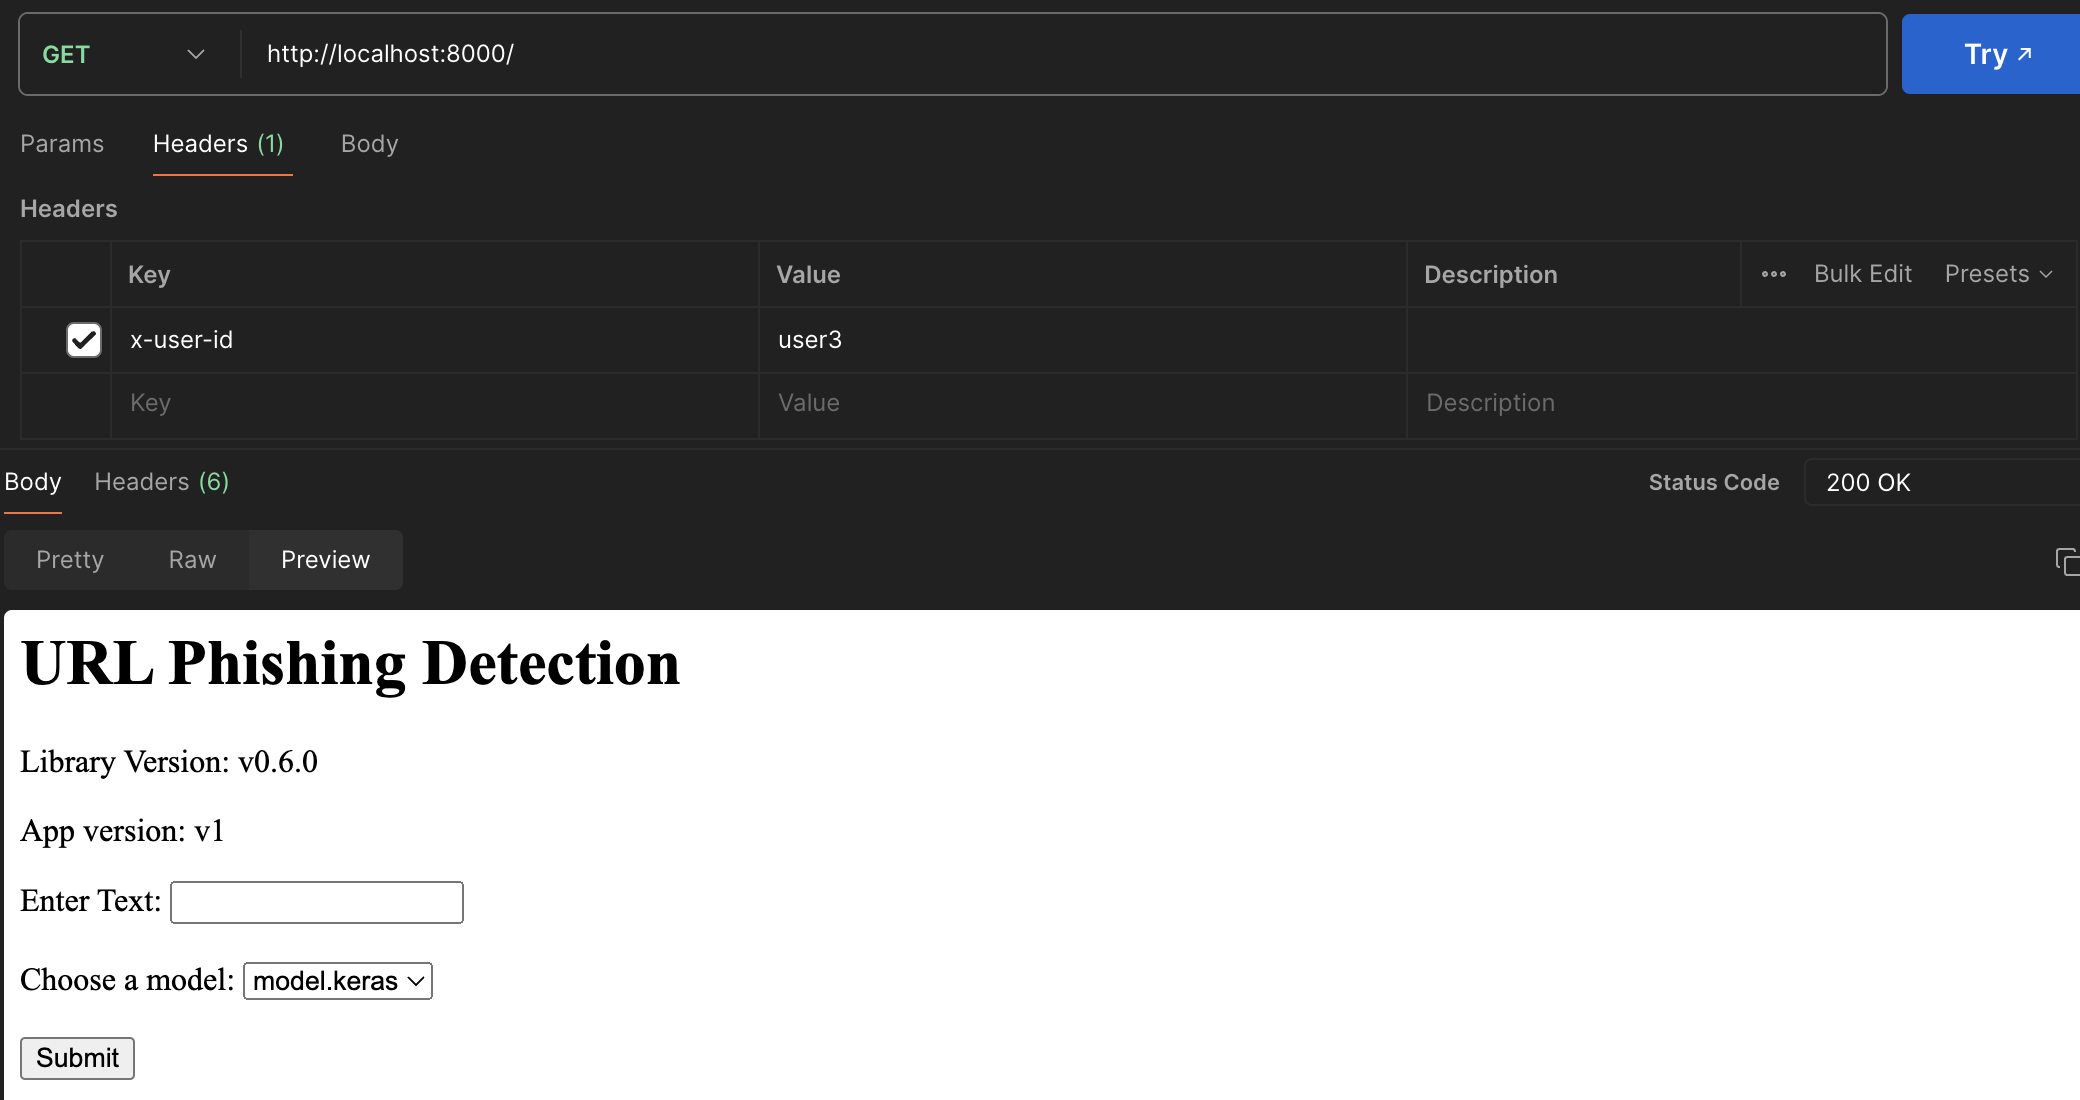 GET http://localhost:8000/ Try
Params Headers (1) Body
Headers
Key Value Description Bulk Edit Presets
x-user-id user3
Key Value Description
Body Headers (6) Status Code 200 OK
Pretty Raw Preview
URL Phishing Detection
Library Version: v0.6.0
App version: v1
Enter Text:
Choose a model: model.keras
Submit